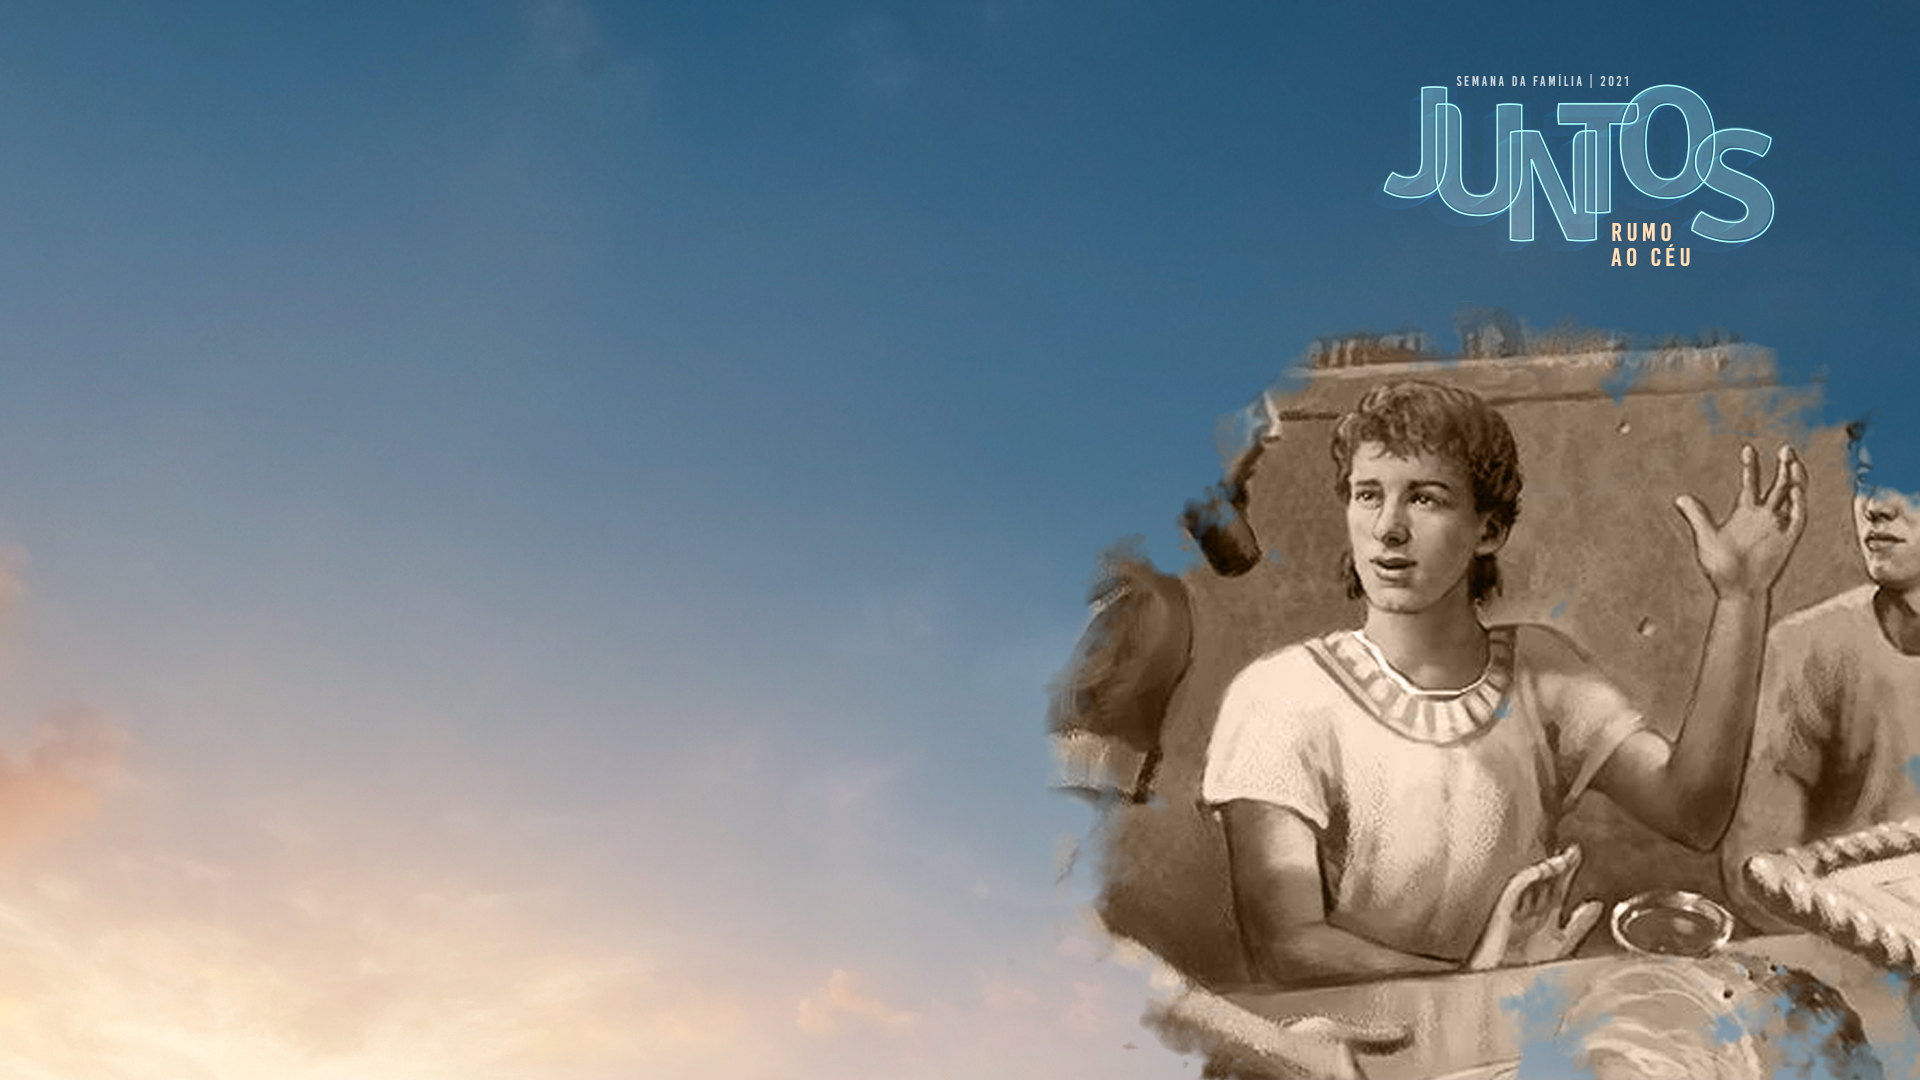 SEMANA DA FAMÍLIA | 2021
JUNTOS
RUMO
AO CÉU